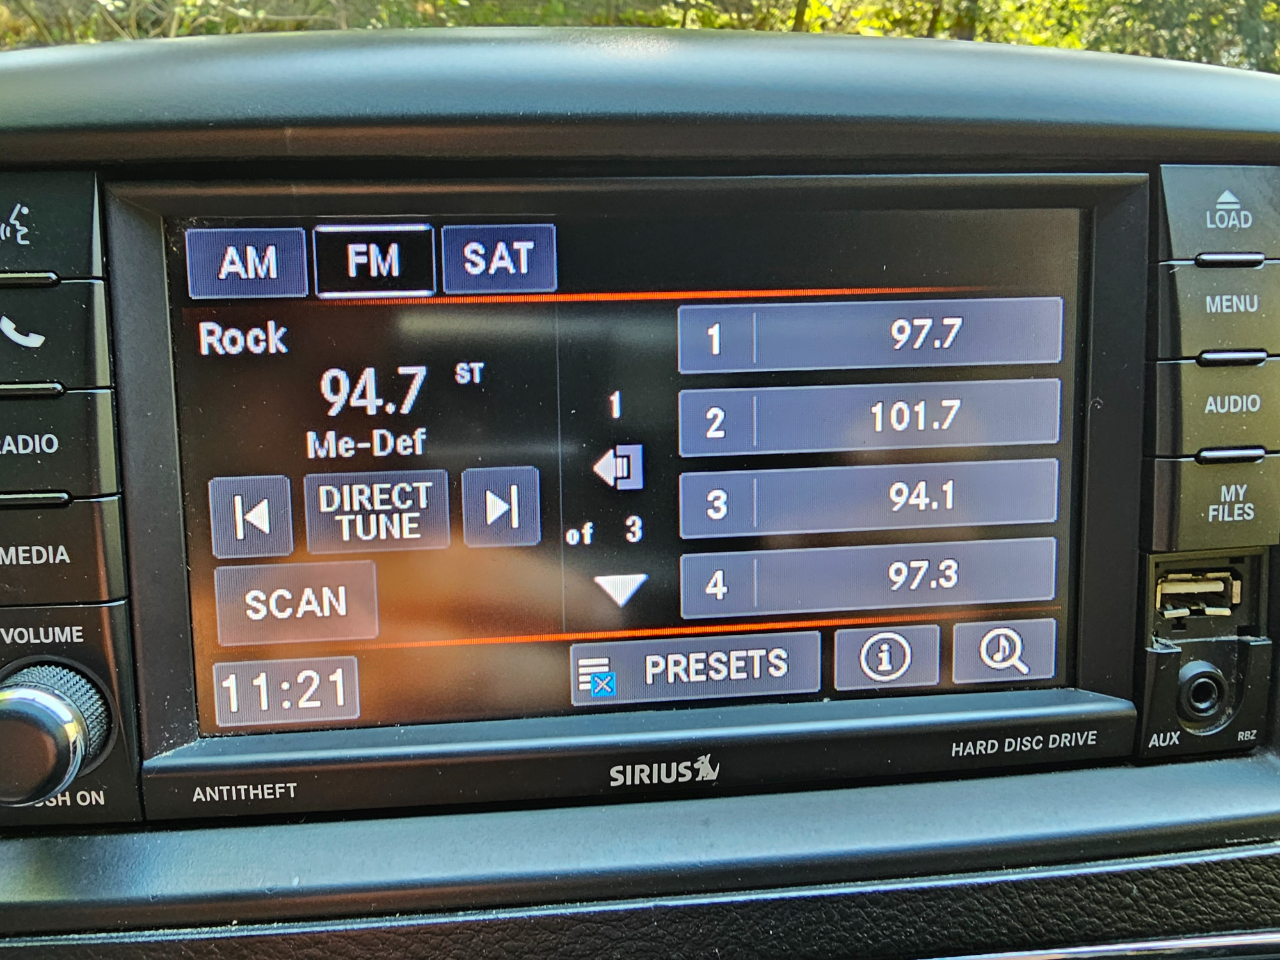 AM FM SAT
Rock
94.7 ST
Me-Def
DIRECT
TUNE
SCAN
11:21
1
of 3
1 97.7
2 101.7
3 94.1
4 97.3
PRESETS
i
RADIO
MEDIA
VOLUME
PUSH ON
LOAD
MENU
AUDIO
MY
FILES
AUX
RBZ
ANTITHEFT
SIRIUS
HARD DISC DRIVE